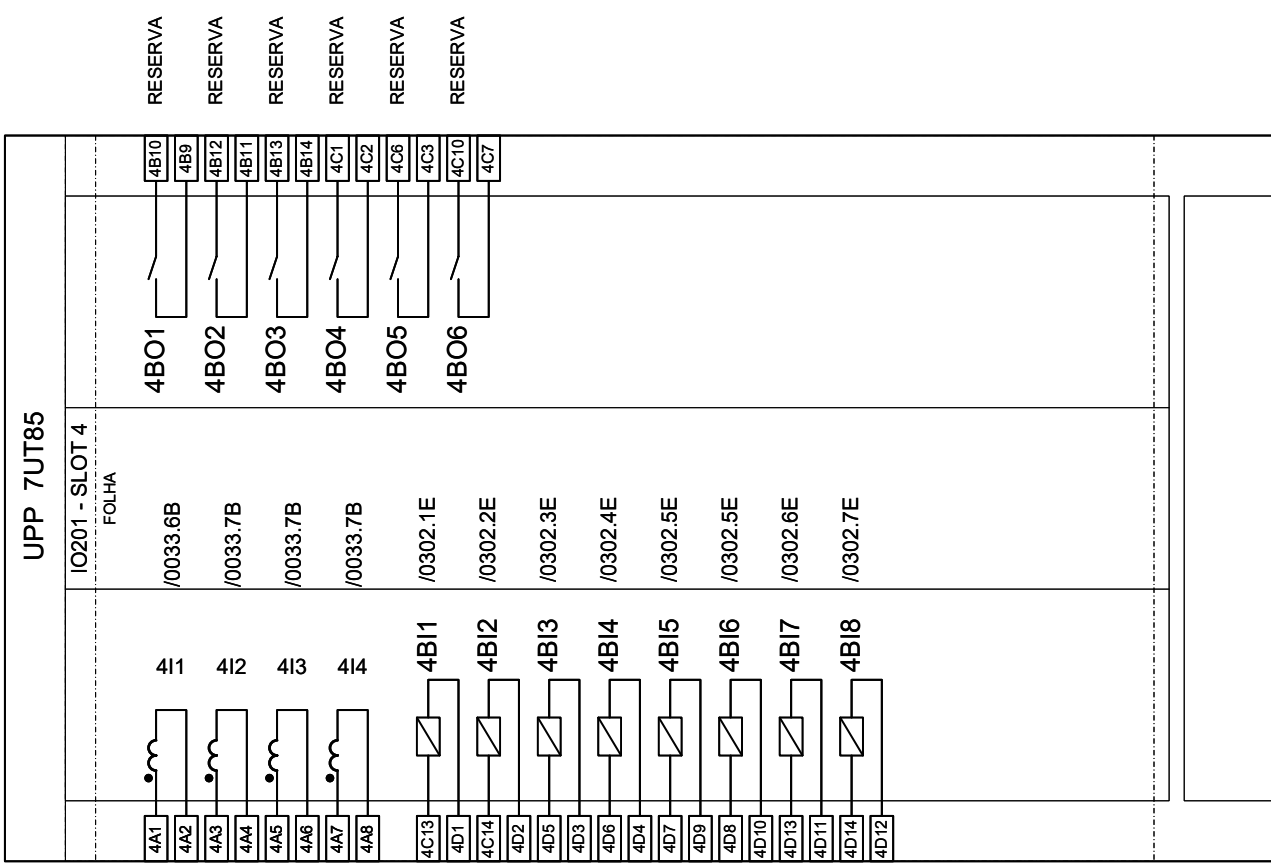 UPP 7UT85
IO201 - SLOT 4
FOLHA
RESERVA
RESERVA
RESERVA
RESERVA
RESERVA
RESERVA
4B10
4B9
4B12
4B11
4B13
4B14
4C1
4C2
4C6
4C3
4C10
4C7
4BO1
4BO2
4BO3
4BO4
4BO5
4BO6
/0033.6B
/0033.7B
/0033.7B
/0033.7B
/0302.1E
/0302.2E
/0302.3E
/0302.4E
/0302.5E
/0302.5E
/0302.6E
/0302.7E
4I1
4I2
4I3
4I4
4BI1
4BI2
4BI3
4BI4
4BI5
4BI6
4BI7
4BI8
4A1
4A2
4A3
4A4
4A5
4A6
4A7
4A8
4C13
4D1
4C14
4D2
4D5
4D3
4D6
4D4
4D7
4D9
4D8
4D10
4D13
4D11
4D14
4D12